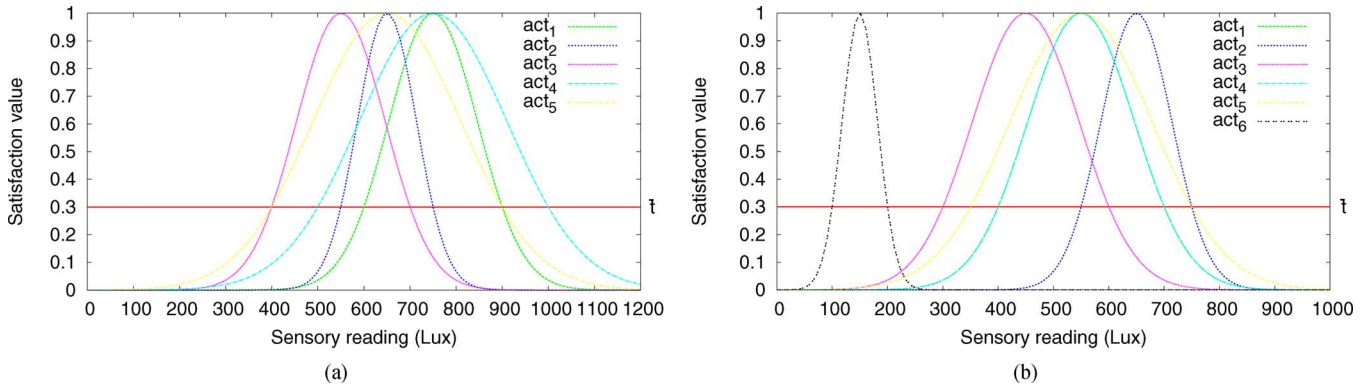 1
0.9
0.8
0.7
0.6
0.5
0.4
0.3
0.2
0.1
0
Satisfaction value
0 100 200 300 400 500 600 700 800 900 1000 1100 1200
Sensory reading (Lux)
act1
act2
act3
act4
act5
t̄
(a)
1
0.9
0.8
0.7
0.6
0.5
0.4
0.3
0.2
0.1
0
Satisfaction value
0 100 200 300 400 500 600 700 800 900 1000
Sensory reading (Lux)
act1
act2
act3
act4
act5
act6
t̄
(b)